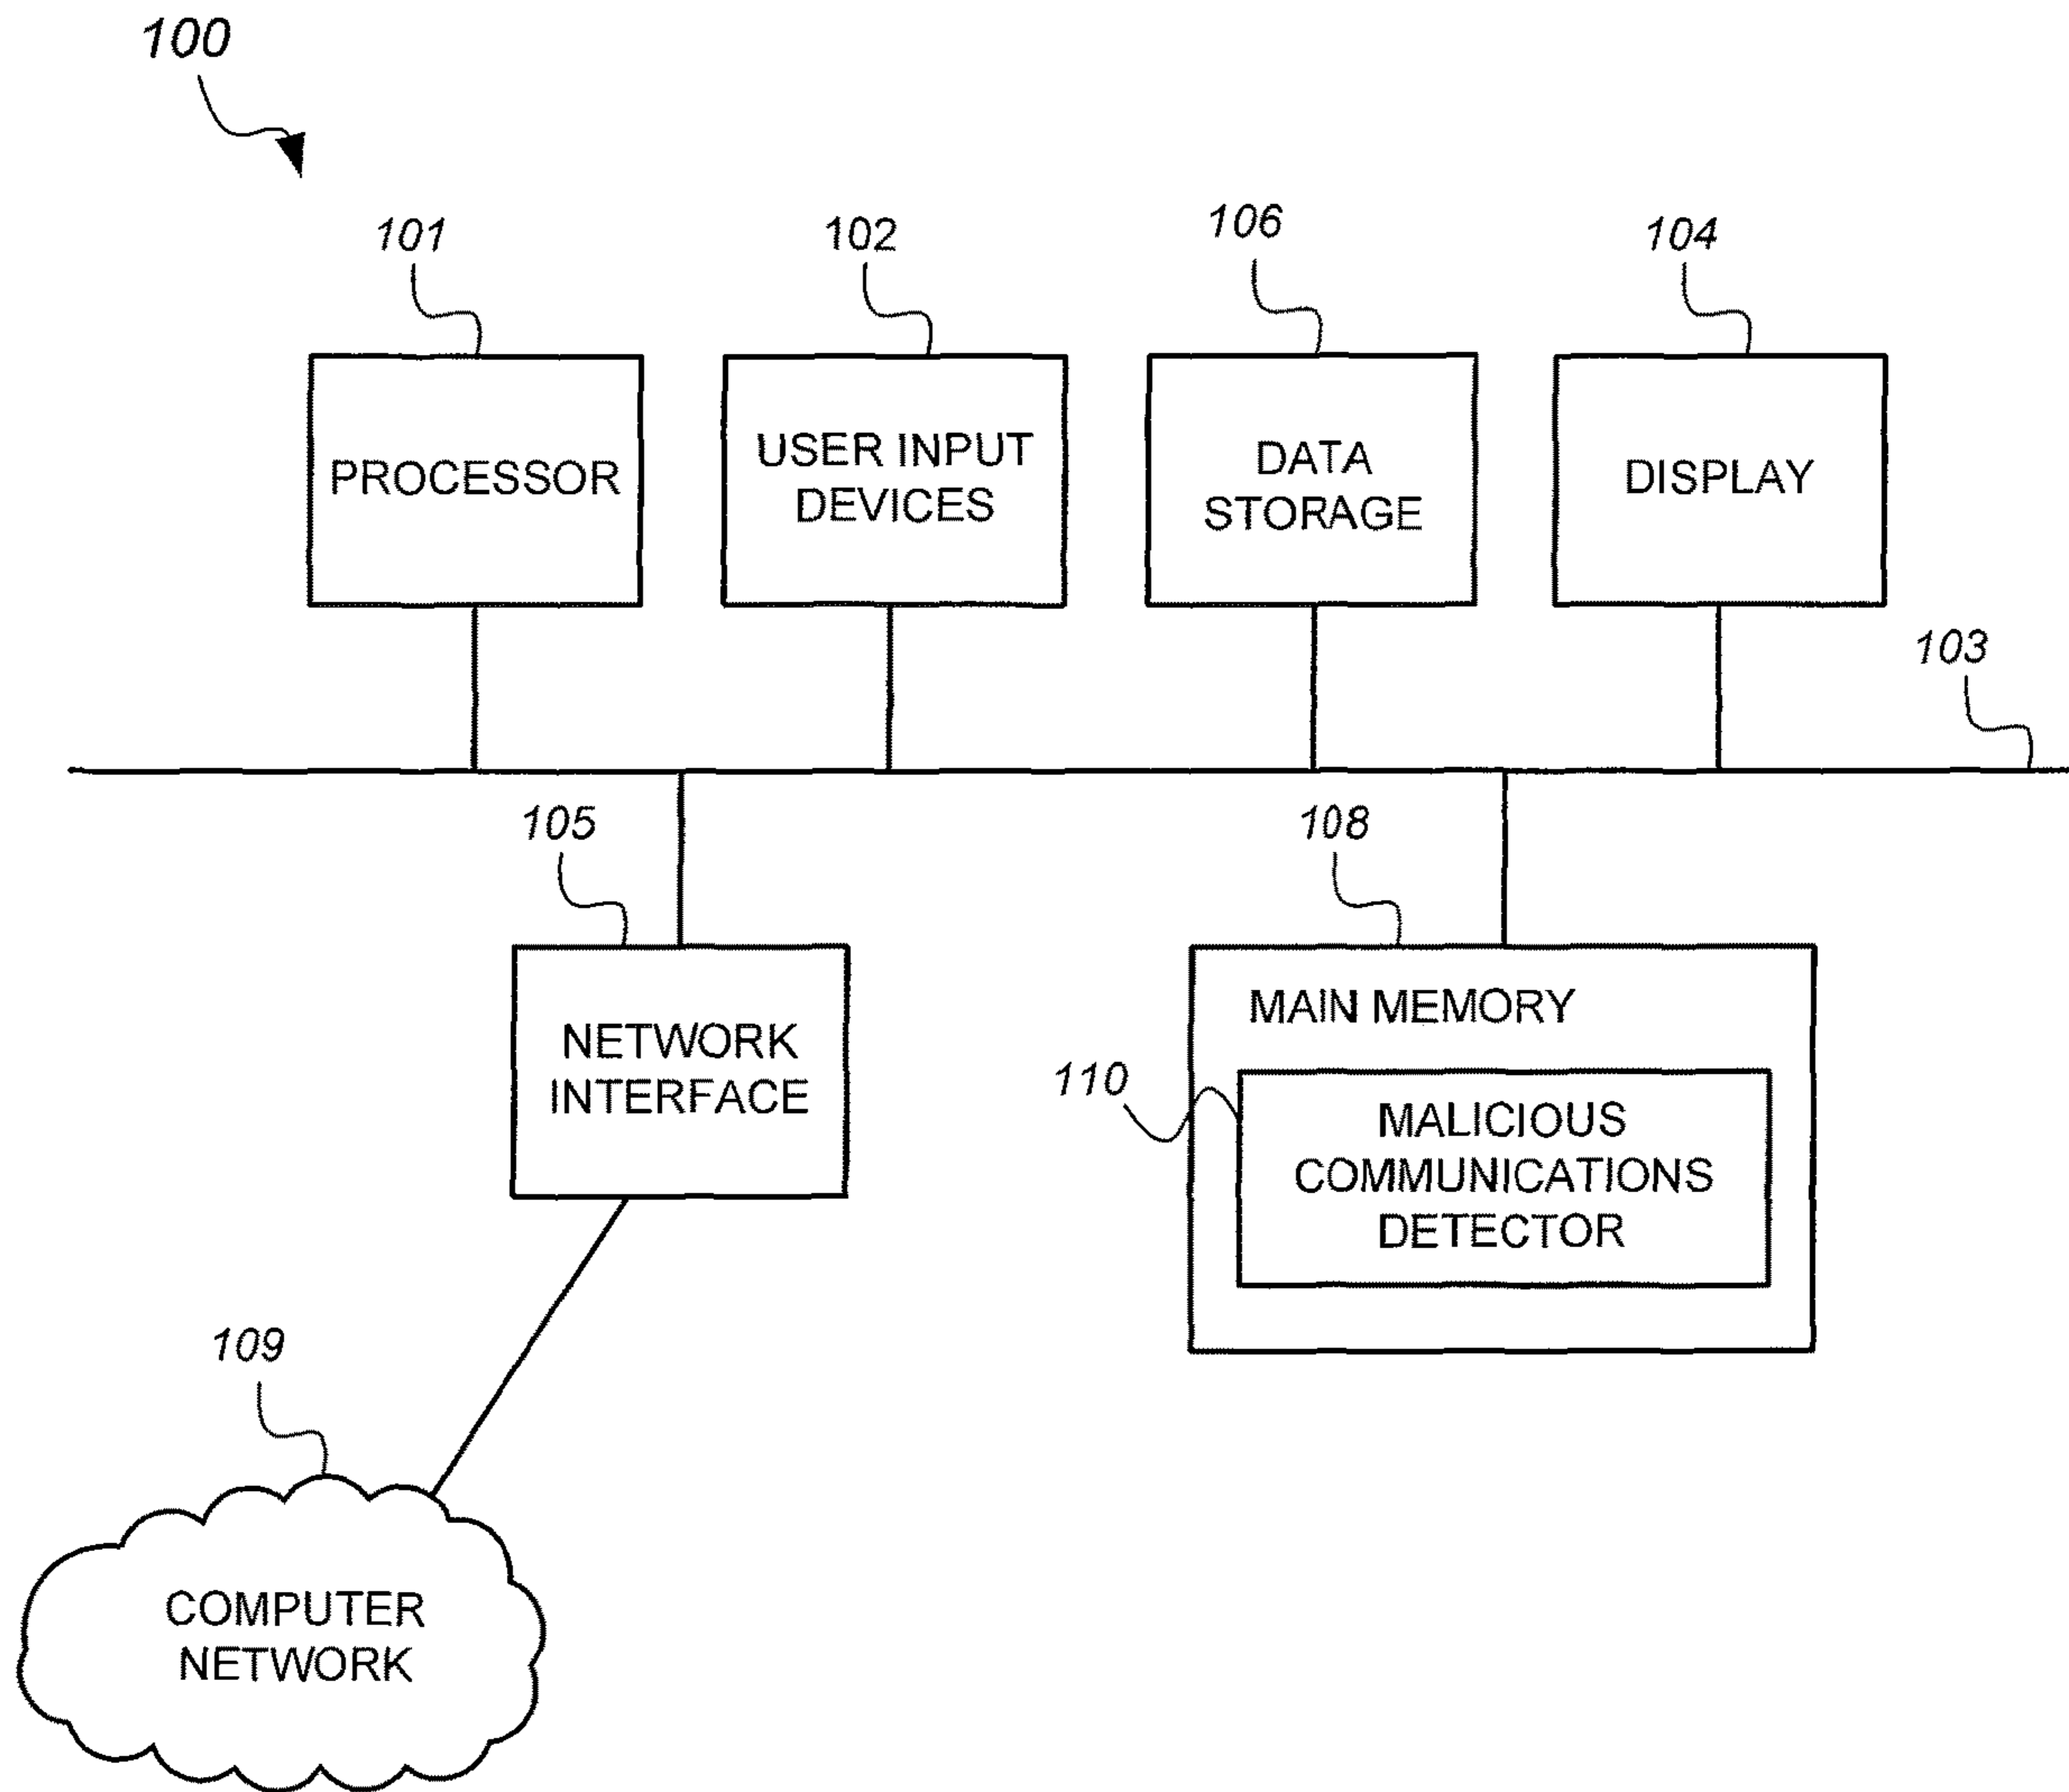 100
101
102
106
104
PROCESSOR
USER INPUT
DEVICES
DATA
STORAGE
DISPLAY
103
105
108
NETWORK
INTERFACE
MAIN MEMORY
110
MALICIOUS
COMMUNICATIONS
DETECTOR
109
COMPUTER
NETWORK